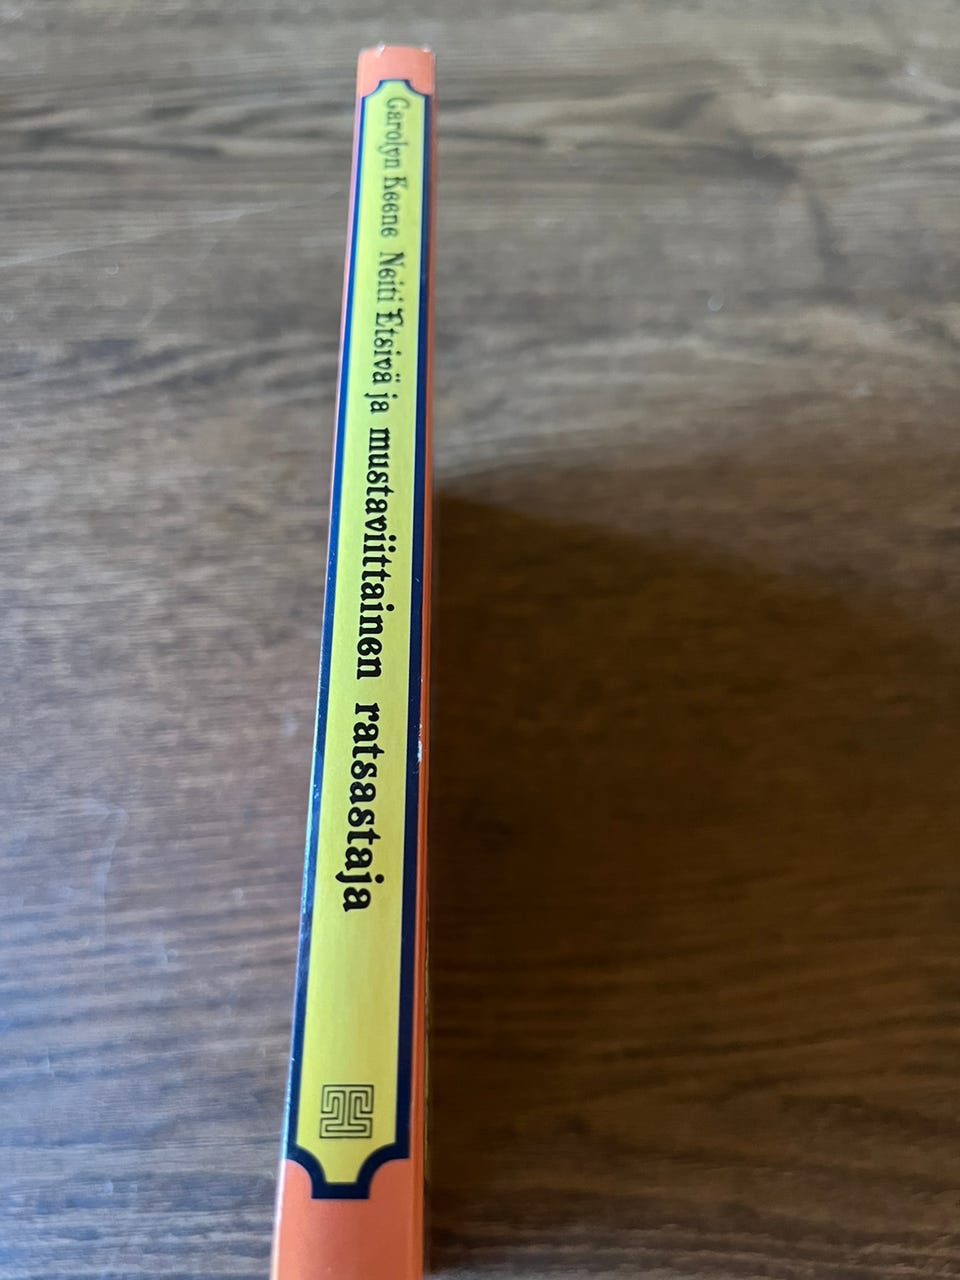 Carolyn Keene Neiti Etsivä ja mustaviittainen ratsastaja